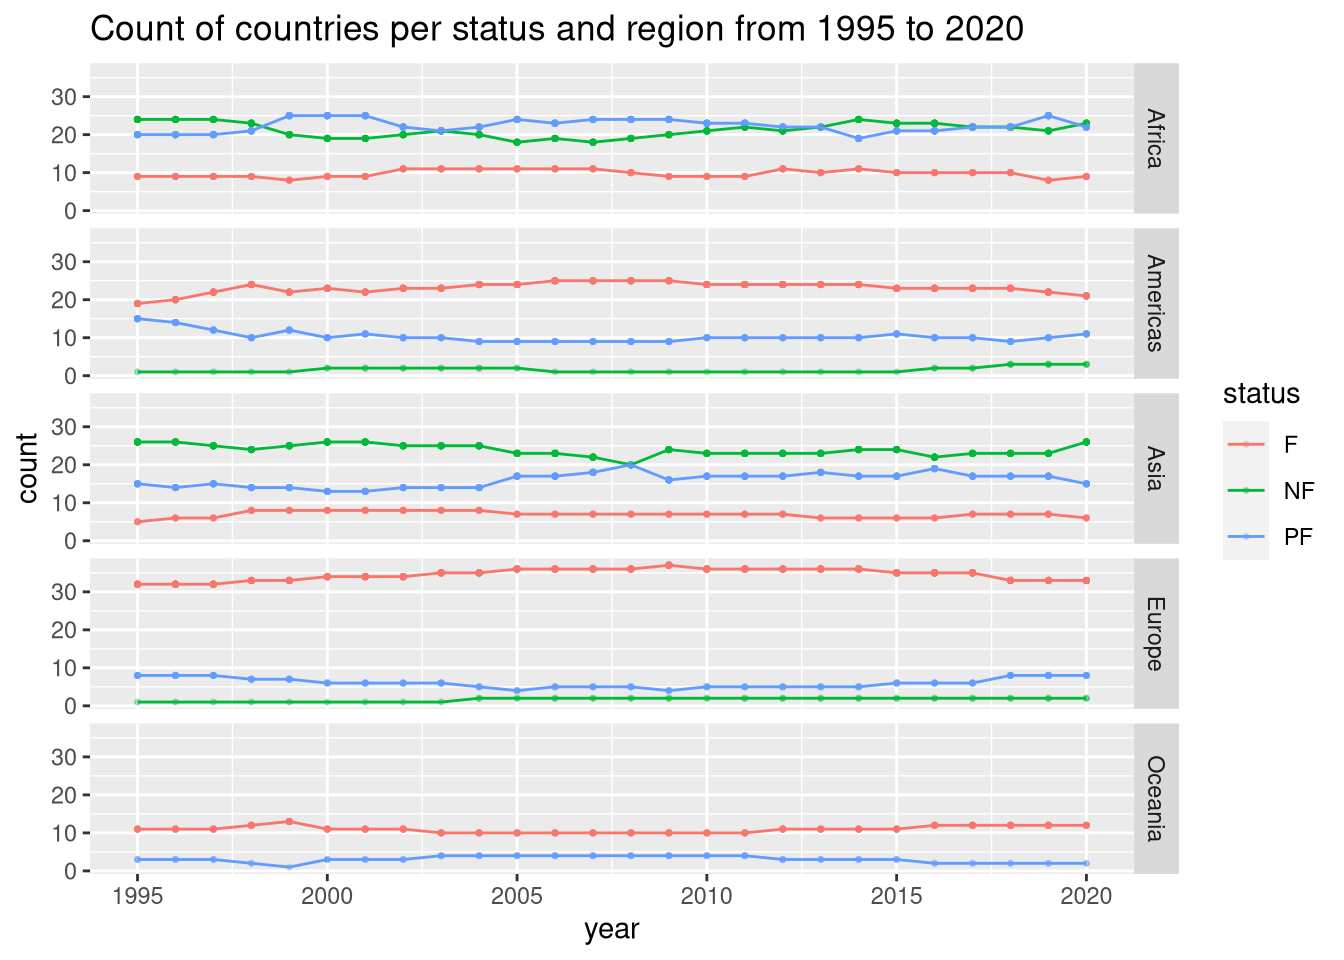 Count of countries per status and region from 1995 to 2020
30
20
10
0
Africa
30
20
10
0
Americas
30
20
10
0
Asia
30
20
10
0
Europe
30
20
10
0
Oceania
1995 2000 2005 2010 2015 2020
year
count
status
F
NF
PF